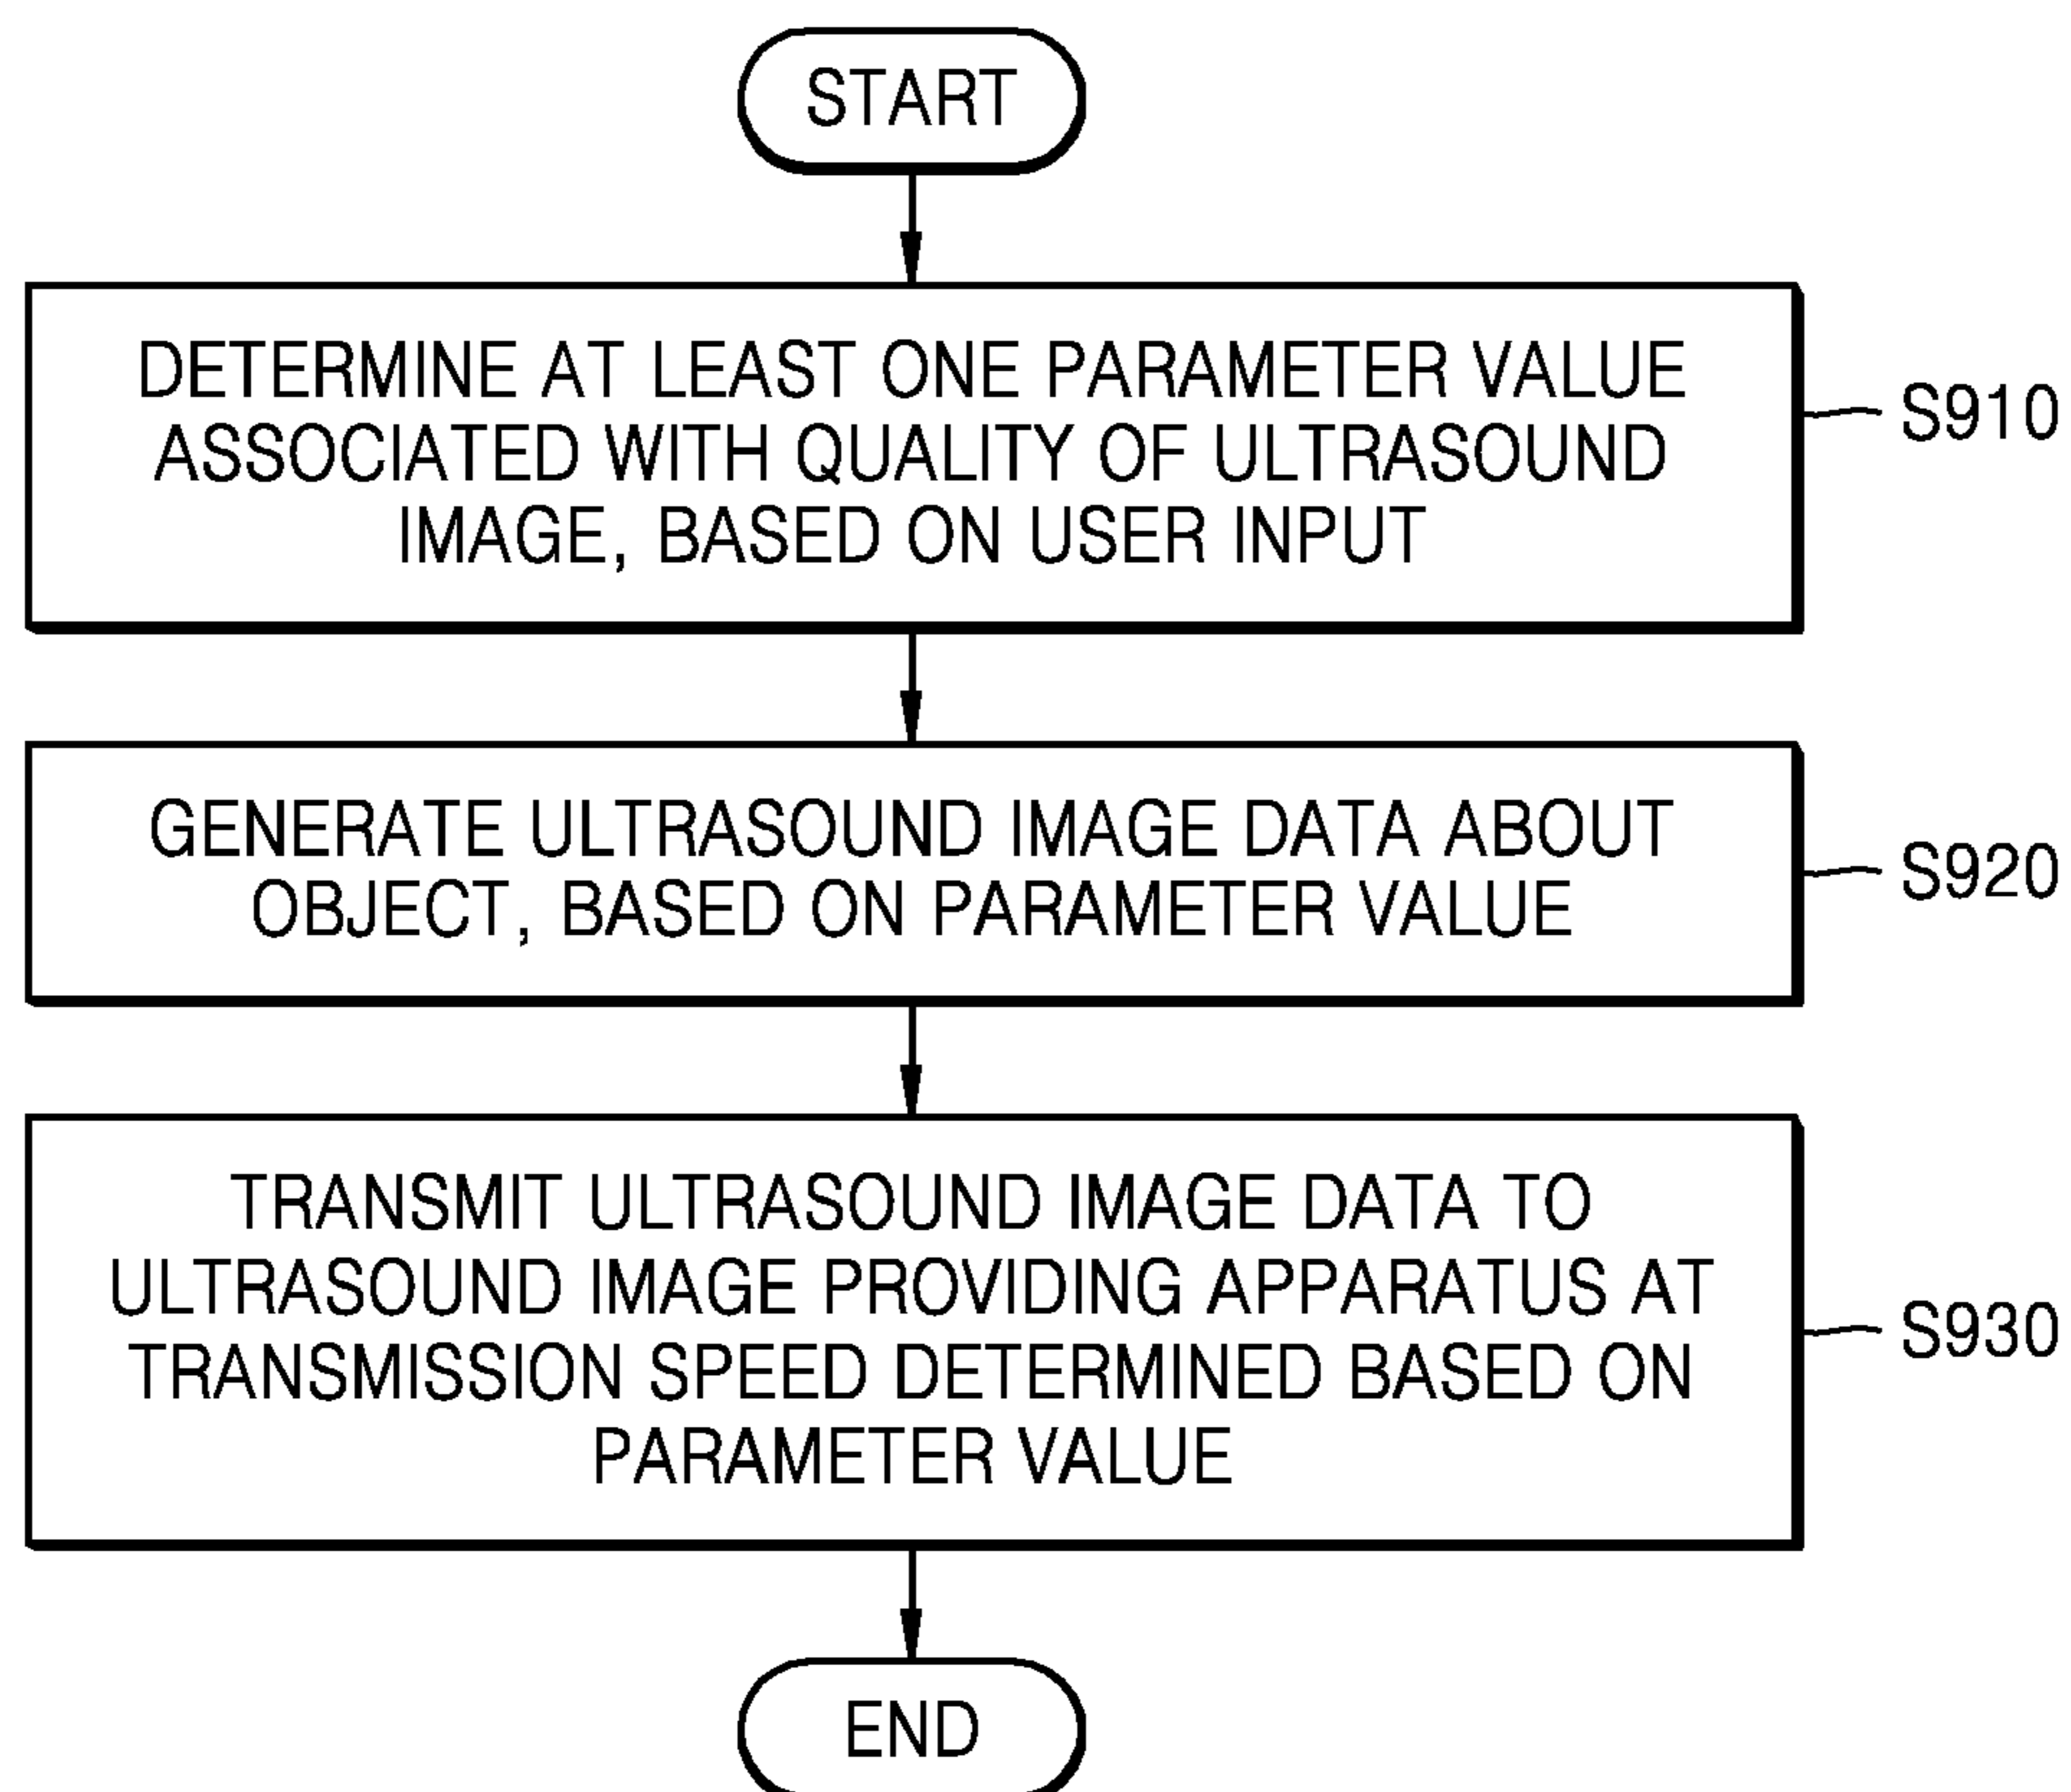 START
DETERMINE AT LEAST ONE PARAMETER VALUE
ASSOCIATED WITH QUALITY OF ULTRASOUND
IMAGE, BASED ON USER INPUT
S910
GENERATE ULTRASOUND IMAGE DATA ABOUT
OBJECT, BASED ON PARAMETER VALUE
S920
TRANSMIT ULTRASOUND IMAGE DATA TO
ULTRASOUND IMAGE PROVIDING APPARATUS AT
TRANSMISSION SPEED DETERMINED BASED ON
PARAMETER VALUE
S930
END